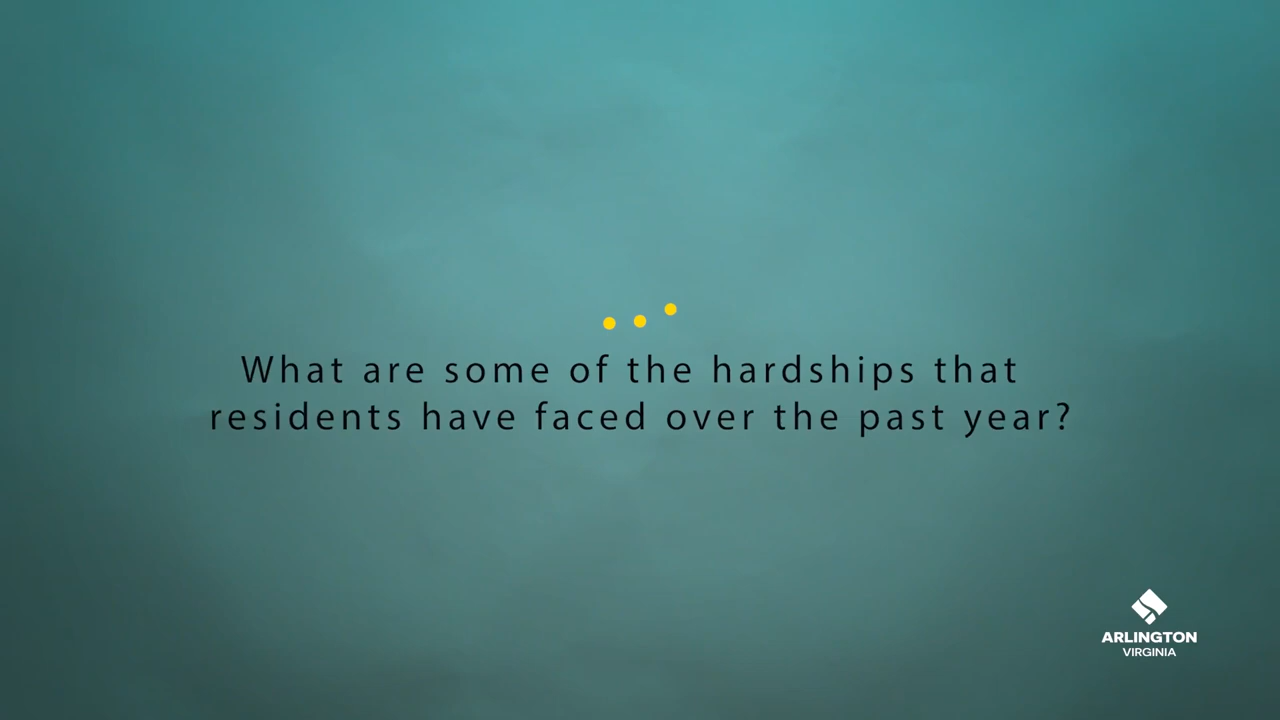 What are some of the hardships that
residents have faced over the past year?
ARLINGTON
VIRGINIA